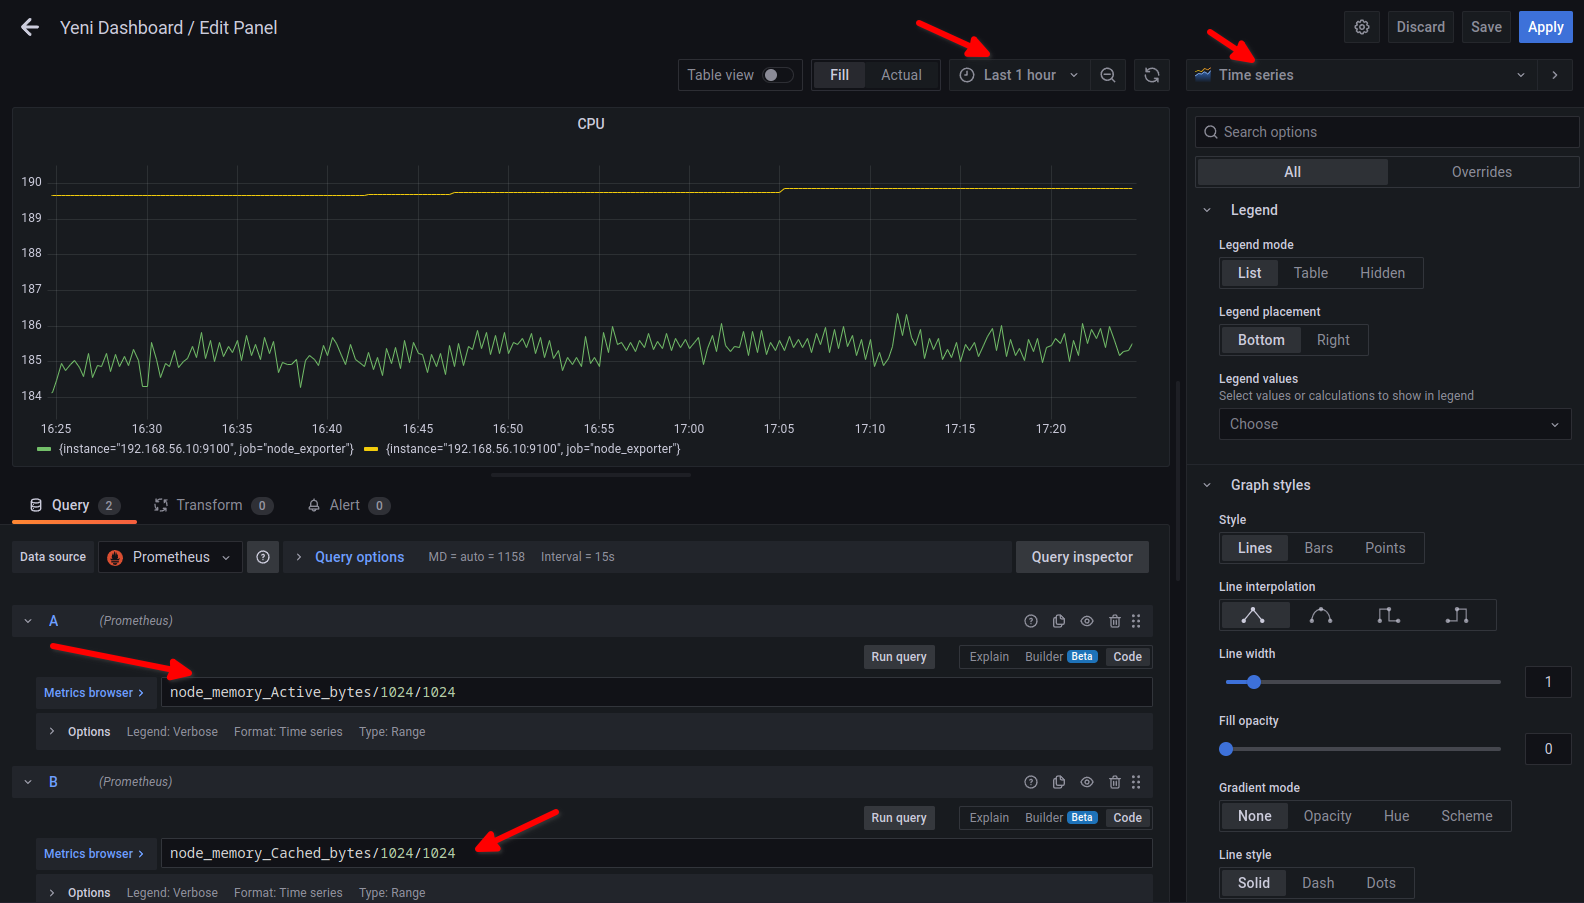 Yeni Dashboard / Edit Panel
Discard
Save
Apply
Table view
Fill
Actual
Last 1 hour
Time series
CPU
190
189
188
187
186
185
184
16:25
16:30
16:35
16:40
16:45
16:50
16:55
17:00
17:05
17:10
17:15
17:20
{instance="192.168.56.10:9100", job="node_exporter"}
{instance="192.168.56.10:9100", job="node_exporter"}
Query 2
Transform 0
Alert 0
Data source
Prometheus
Query options
MD = auto = 1158
Interval = 15s
Query inspector
A
(Prometheus)
Run query
Explain
Builder Beta
Code
Metrics browser >
node_memory_Active_bytes/1024/1024
Options
Legend: Verbose
Format: Time series
Type: Range
B
(Prometheus)
Run query
Explain
Builder Beta
Code
Metrics browser >
node_memory_Cached_bytes/1024/1024
Options
Legend: Verbose
Format: Time series
Type: Range
Search options
All
Overrides
Legend
Legend mode
List
Table
Hidden
Legend placement
Bottom
Right
Legend values
Select values or calculations to show in legend
Choose
Graph styles
Style
Lines
Bars
Points
Line interpolation
Line width
1
Fill opacity
0
Gradient mode
None
Opacity
Hue
Scheme
Line style
Solid
Dash
Dots